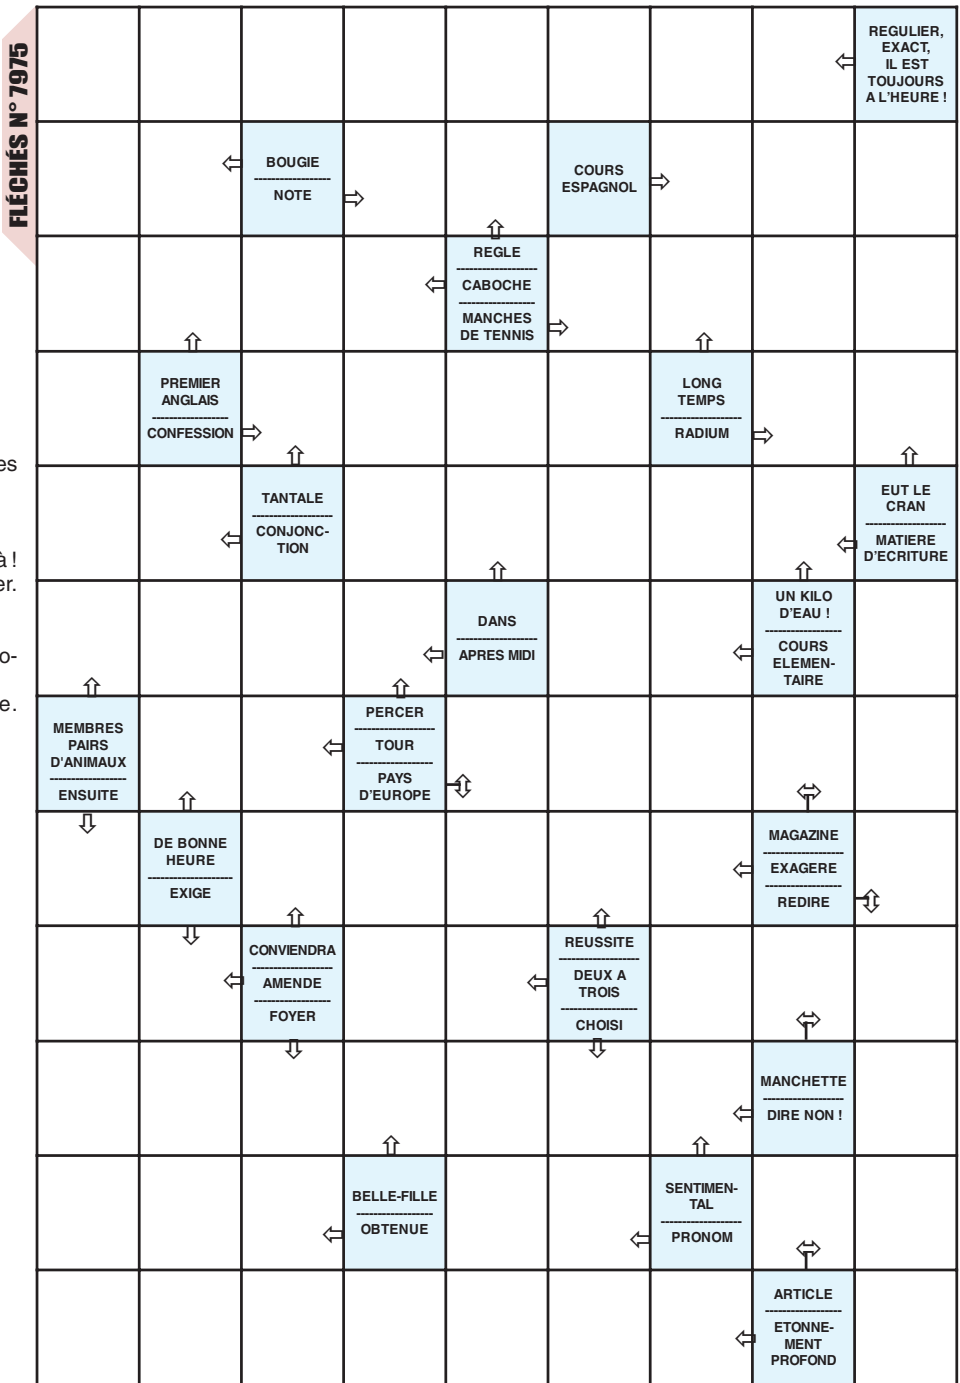 FLÉCHÉS N° 7975
REGULIER,
EXACT,
IL EST
TOUJOURS
A L'HEURE !
BOUGIE
NOTE
COURS
ESPAGNOL
REGLE
CABOCHE
MANCHES
DE TENNIS
PREMIER
ANGLAIS
CONFESSION
LONG
TEMPS
RADIUM
es
TANTALE
CONJONC-
TION
EUT LE
CRAN
MATIERE
D'ECRITURE
à !
er.
DANS
APRES MIDI
UN KILO
D'EAU !
COURS
ELEMEN-
TAIRE
o-
e.
MEMBRES
PAIRS
D'ANIMAUX
ENSUITE
PERCER
TOUR
PAYS
D'EUROPE
DE BONNE
HEURE
EXIGE
MAGAZINE
EXAGERE
REDIRE
CONVIENDRA
AMENDE
FOYER
REUSSITE
DEUX A
TROIS
CHOISI
MANCHETTE
DIRE NON !
BELLE-FILLE
OBTENUE
SENTIMEN-
TAL
PRONOM
ARTICLE
ETONNE-
MENT
PROFOND